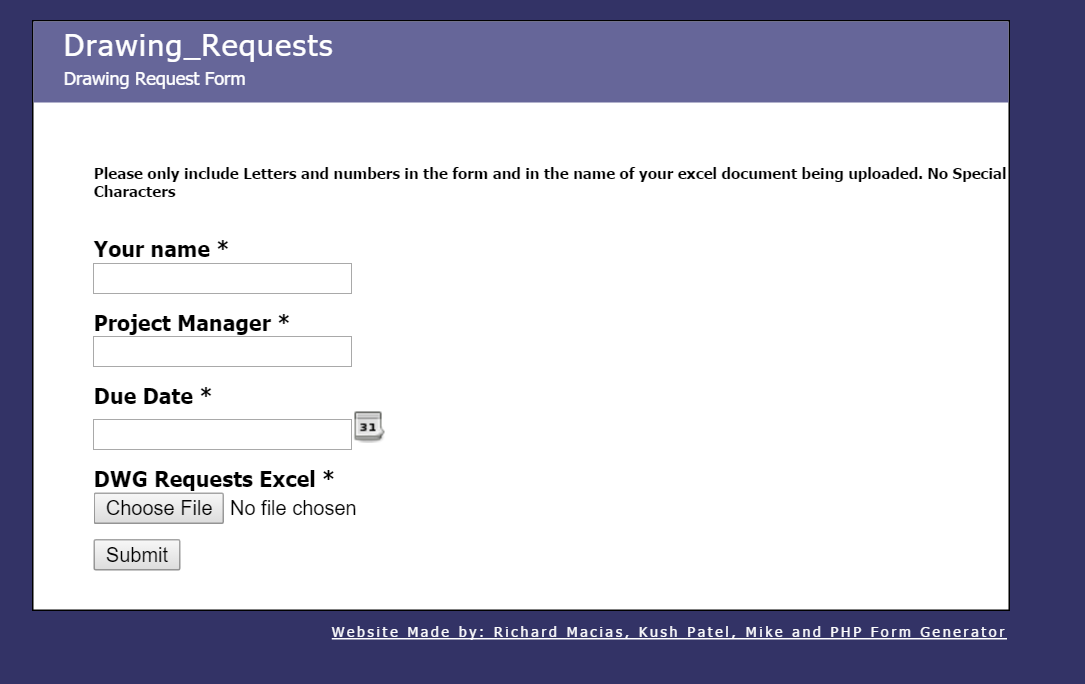 Drawing_Requests
Drawing Request Form
Please only include Letters and numbers in the form and in the name of your excel document being uploaded. No Special
Characters
Your name *
Project Manager *
Due Date *
31
DWG Requests Excel *
Choose File No file chosen
Submit
Website Made by: Richard Macias, Kush Patel, Mike and PHP Form Generator